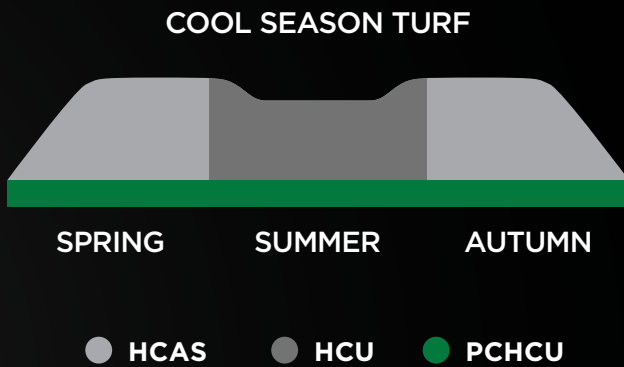 COOL SEASON TURF
SPRING SUMMER AUTUMN
HCAS HCU PCHCU